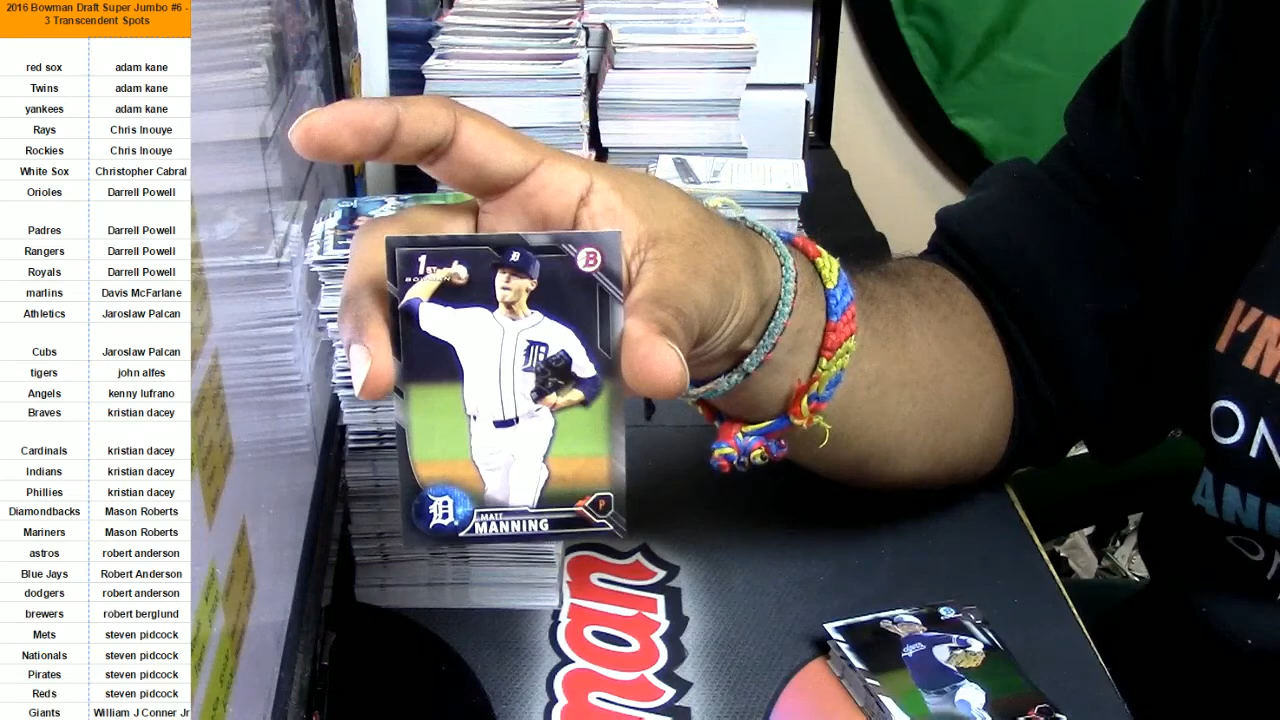 2016 Bowman Draft Super Jumbo #6 -
3 Transcendent Spots
red sox adam kane
Twins adam kane
yankees adam kane
Rays Chris Inouye
Rockies Chris Inouye
White Sox Christopher Cabral
Orioles Darrell Powell
Padres Darrell Powell
Rangers Darrell Powell
Royals Darrell Powell
marlins Davis McFarlane
Athletics Jaroslaw Palcan
Cubs Jaroslaw Palcan
tigers john alfes
Angels kenny lufrano
Braves kristian dacey
kristian dacey
Indians kristian dacey
Phillies kristian dacey
Diamondbacks Mason Roberts
Mariners Mason Roberts
astros robert anderson
Blue Jays Robert Anderson
dodgers robert anderson
brewers robert berglund
Mets steven pidcock
Nationals steven pidcock
Pirates steven pidcock
Reds steven pidcock
Giants William J Conner Jr
1ST
BOWMAN
B
D
D
D
P
MATT
MANNING
I'M
ON